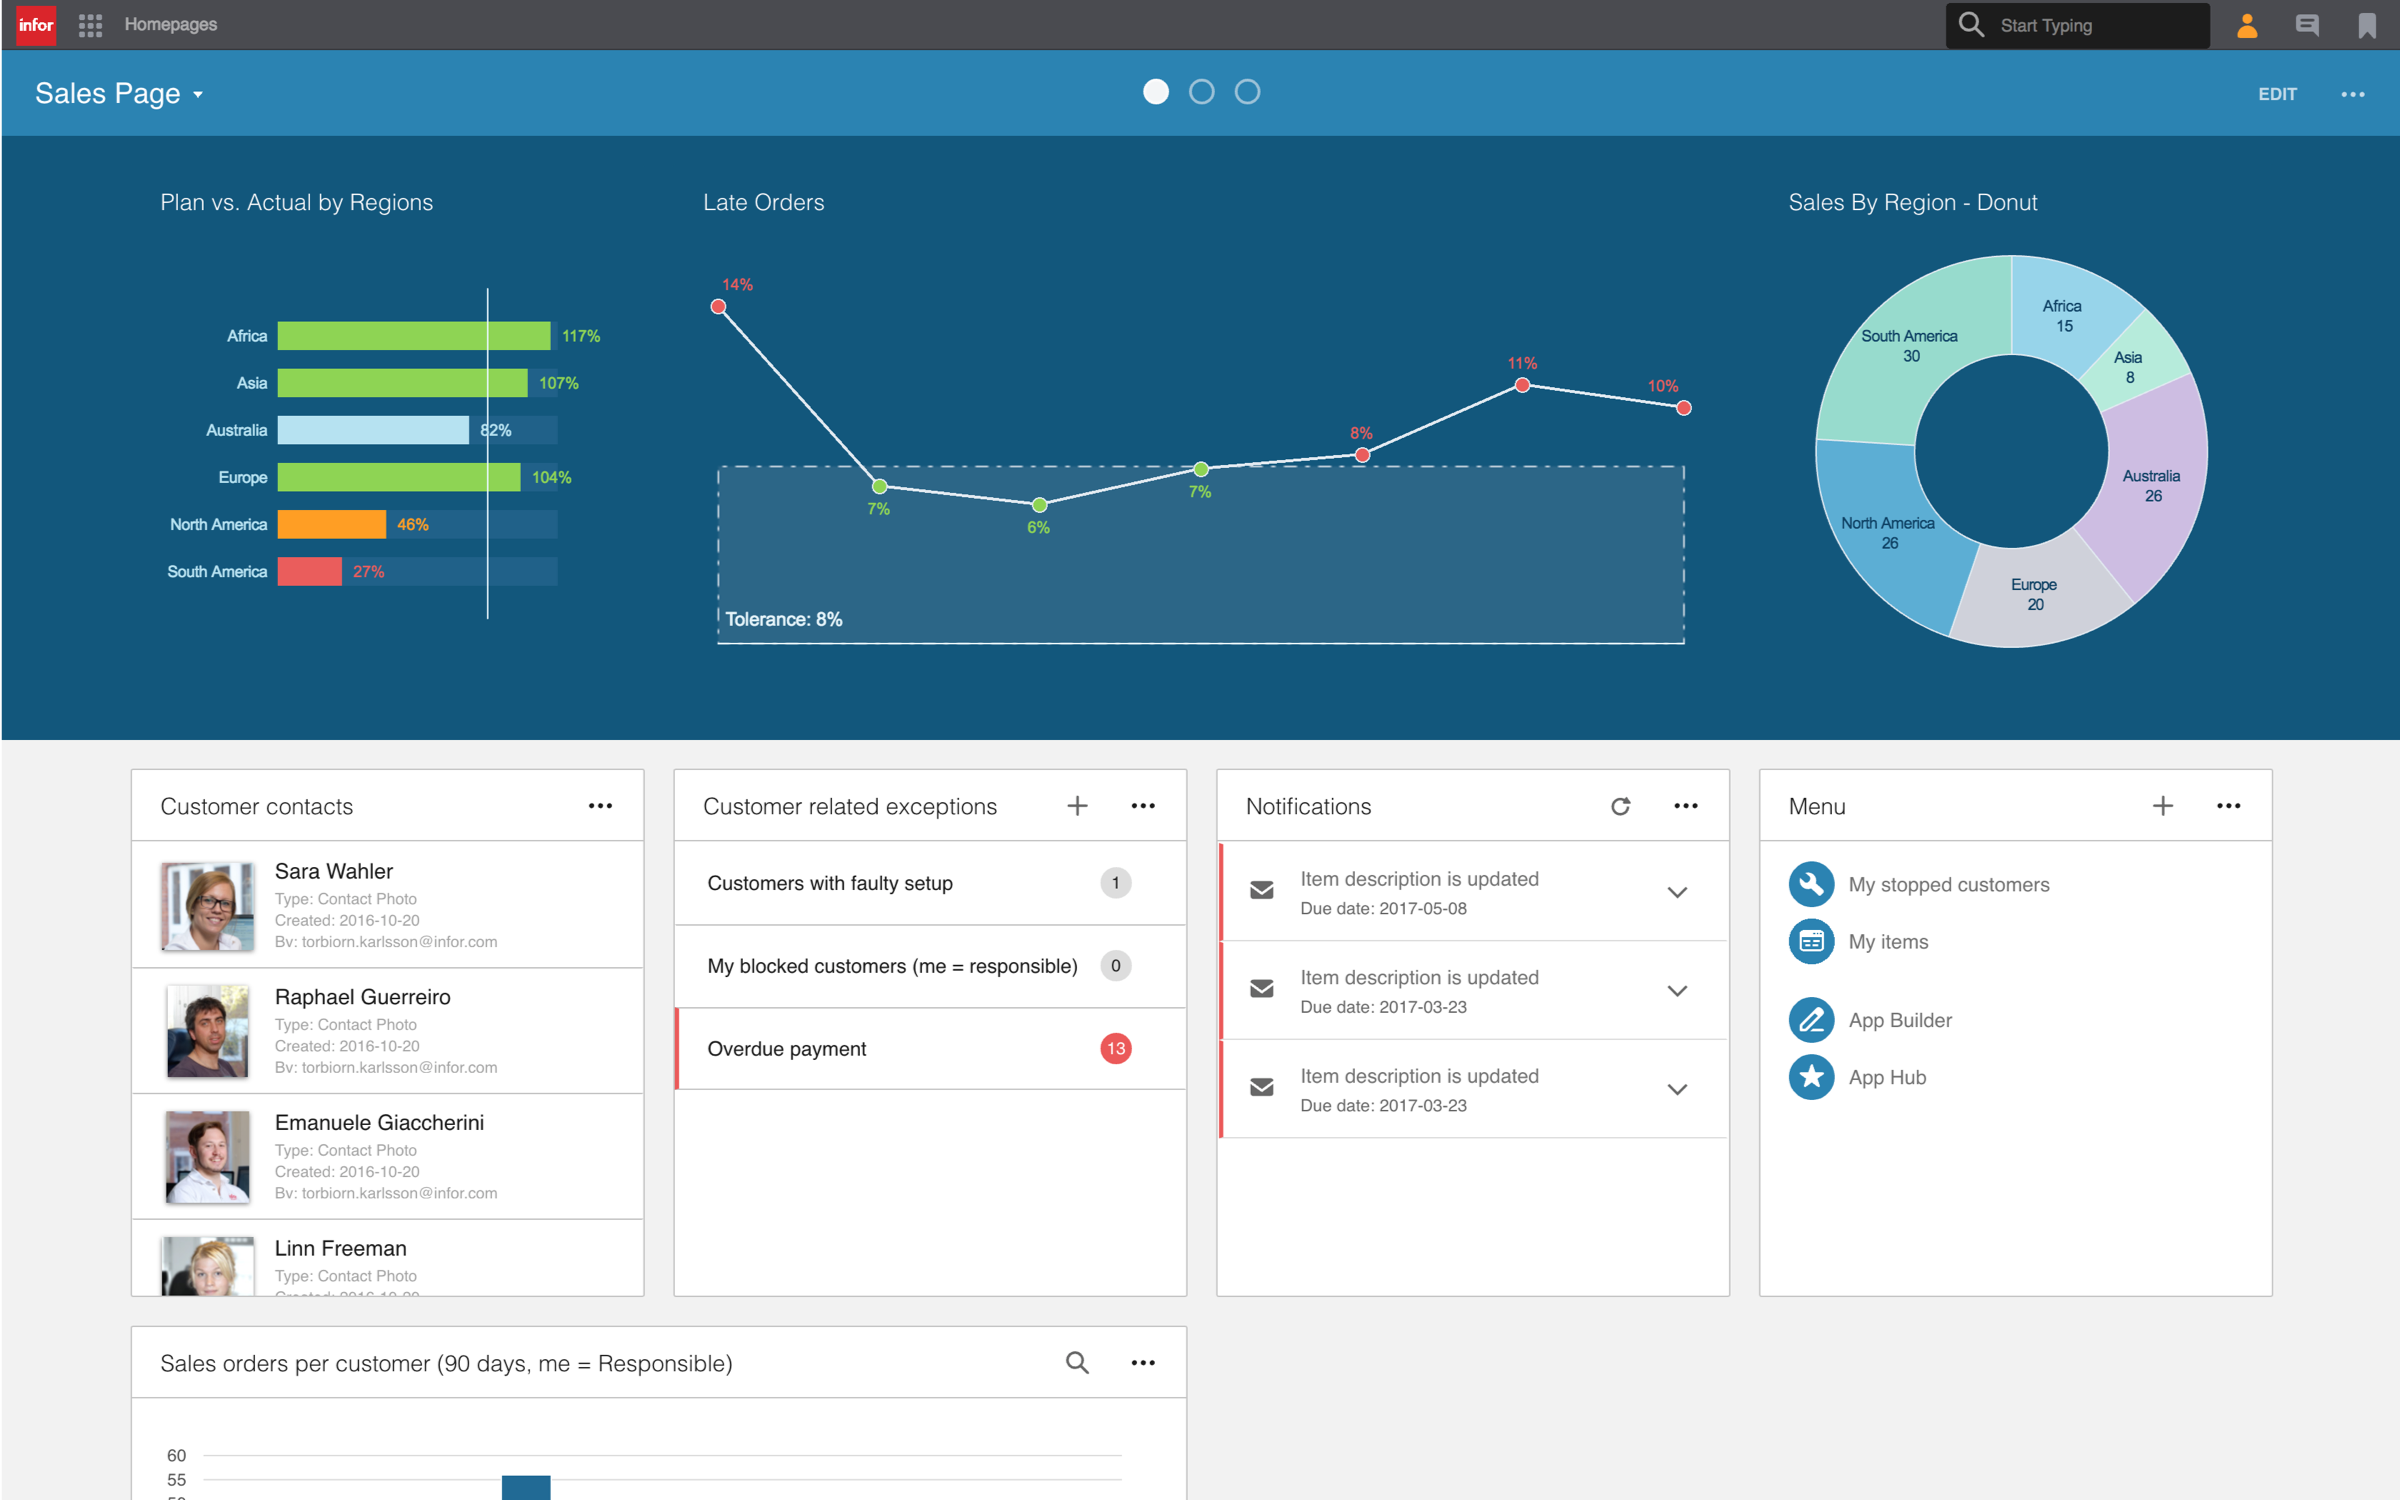 infor
Homepages
Start Typing
Sales Page
EDIT
Plan vs. Actual by Regions
Africa
117%
Asia
107%
Australia
82%
Europe
104%
North America
46%
South America
27%
Late Orders
14%
7%
6%
7%
8%
11%
10%
Tolerance: 8%
Sales By Region - Donut
Africa
15
Asia
8
Australia
26
Europe
20
North America
26
South America
30
Customer contacts
Sara Wahler
Type: Contact Photo
Created: 2016-10-20
By: torbjorn.karlsson@infor.com
Raphael Guerreiro
Type: Contact Photo
Created: 2016-10-20
By: torbjorn.karlsson@infor.com
Emanuele Giaccherini
Type: Contact Photo
Created: 2016-10-20
By: torbjorn.karlsson@infor.com
Linn Freeman
Type: Contact Photo
Created: 2016-10-20
Customer related exceptions
Customers with faulty setup
1
My blocked customers (me = responsible)
0
Overdue payment
13
Notifications
Item description is updated
Due date: 2017-05-08
Item description is updated
Due date: 2017-03-23
Item description is updated
Due date: 2017-03-23
Menu
My stopped customers
My items
App Builder
App Hub
Sales orders per customer (90 days, me = Responsible)
60
55